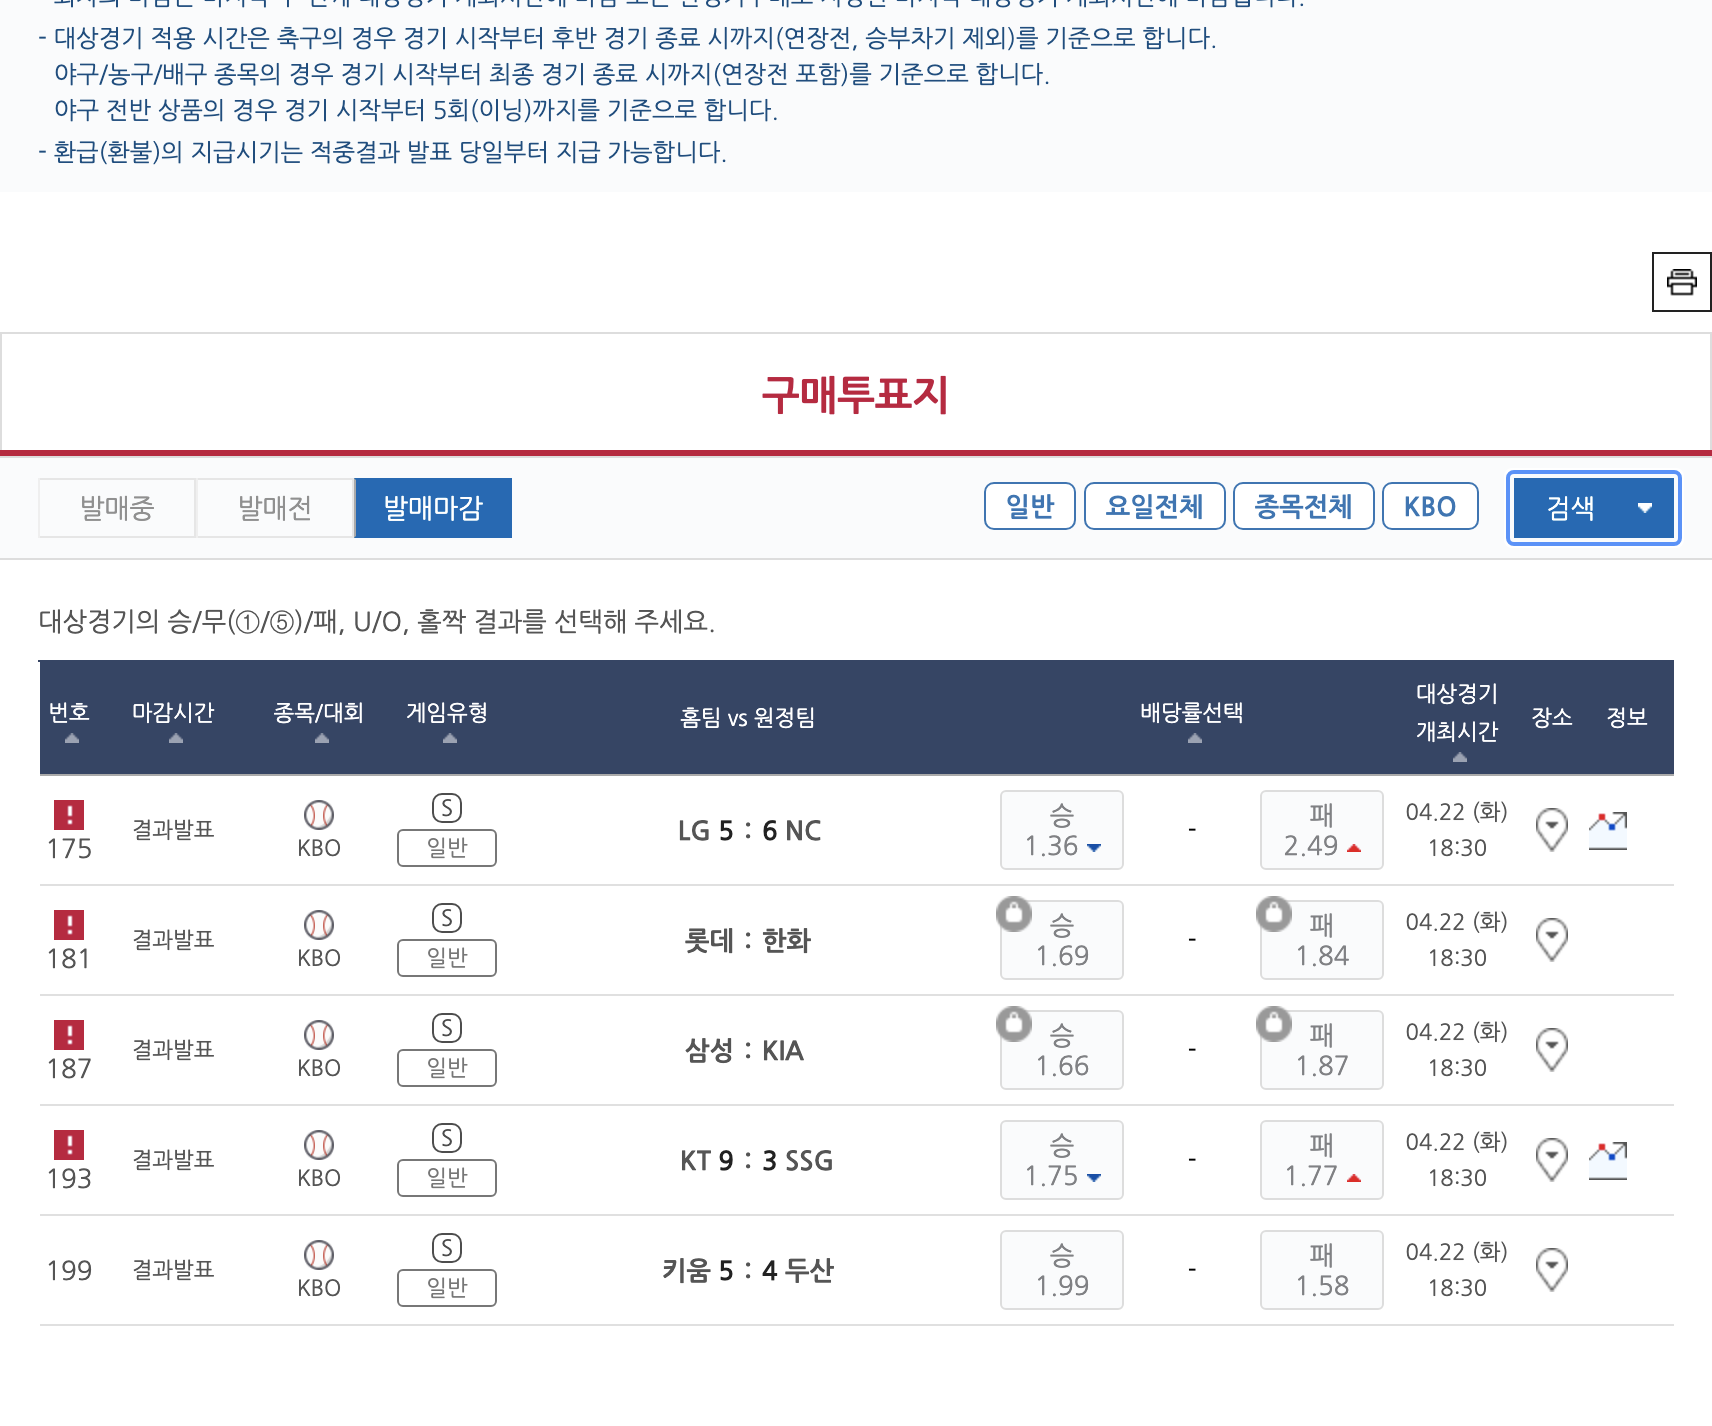 - 대상경기 적용 시간은 축구의 경우 경기 시작부터 후반 경기 종료 시까지(연장전, 승부차기 제외)를 기준으로 합니다.
야구/농구/배구 종목의 경우 경기 시작부터 최종 경기 종료 시까지(연장전 포함)를 기준으로 합니다.
야구 전반 상품의 경우 경기 시작부터 5회(이닝)까지를 기준으로 합니다.
- 환급(환불)의 지급시기는 적중결과 발표 당일부터 지급 가능합니다.
구매투표지
발매중 발매전 발매마감 일반 요일전체 종목전체 KBO 검색
대상경기의 승/무(①/⑤)/패, U/O, 홀짝 결과를 선택해 주세요.
번호 마감시간 종목/대회 게임유형 홈팀 vs 원정팀 배당률선택 대상경기 개최시간 장소 정보
175 결과발표 KBO S 일반 LG 5 : 6 NC 승 1.36 - 패 2.49 04.22 (화) 18:30
181 결과발표 KBO S 일반 롯데 : 한화 승 1.69 - 패 1.84 04.22 (화) 18:30
187 결과발표 KBO S 일반 삼성 : KIA 승 1.66 - 패 1.87 04.22 (화) 18:30
193 결과발표 KBO S 일반 KT 9 : 3 SSG 승 1.75 - 패 1.77 04.22 (화) 18:30
199 결과발표 KBO S 일반 키움 5 : 4 두산 승 1.99 - 패 1.58 04.22 (화) 18:30